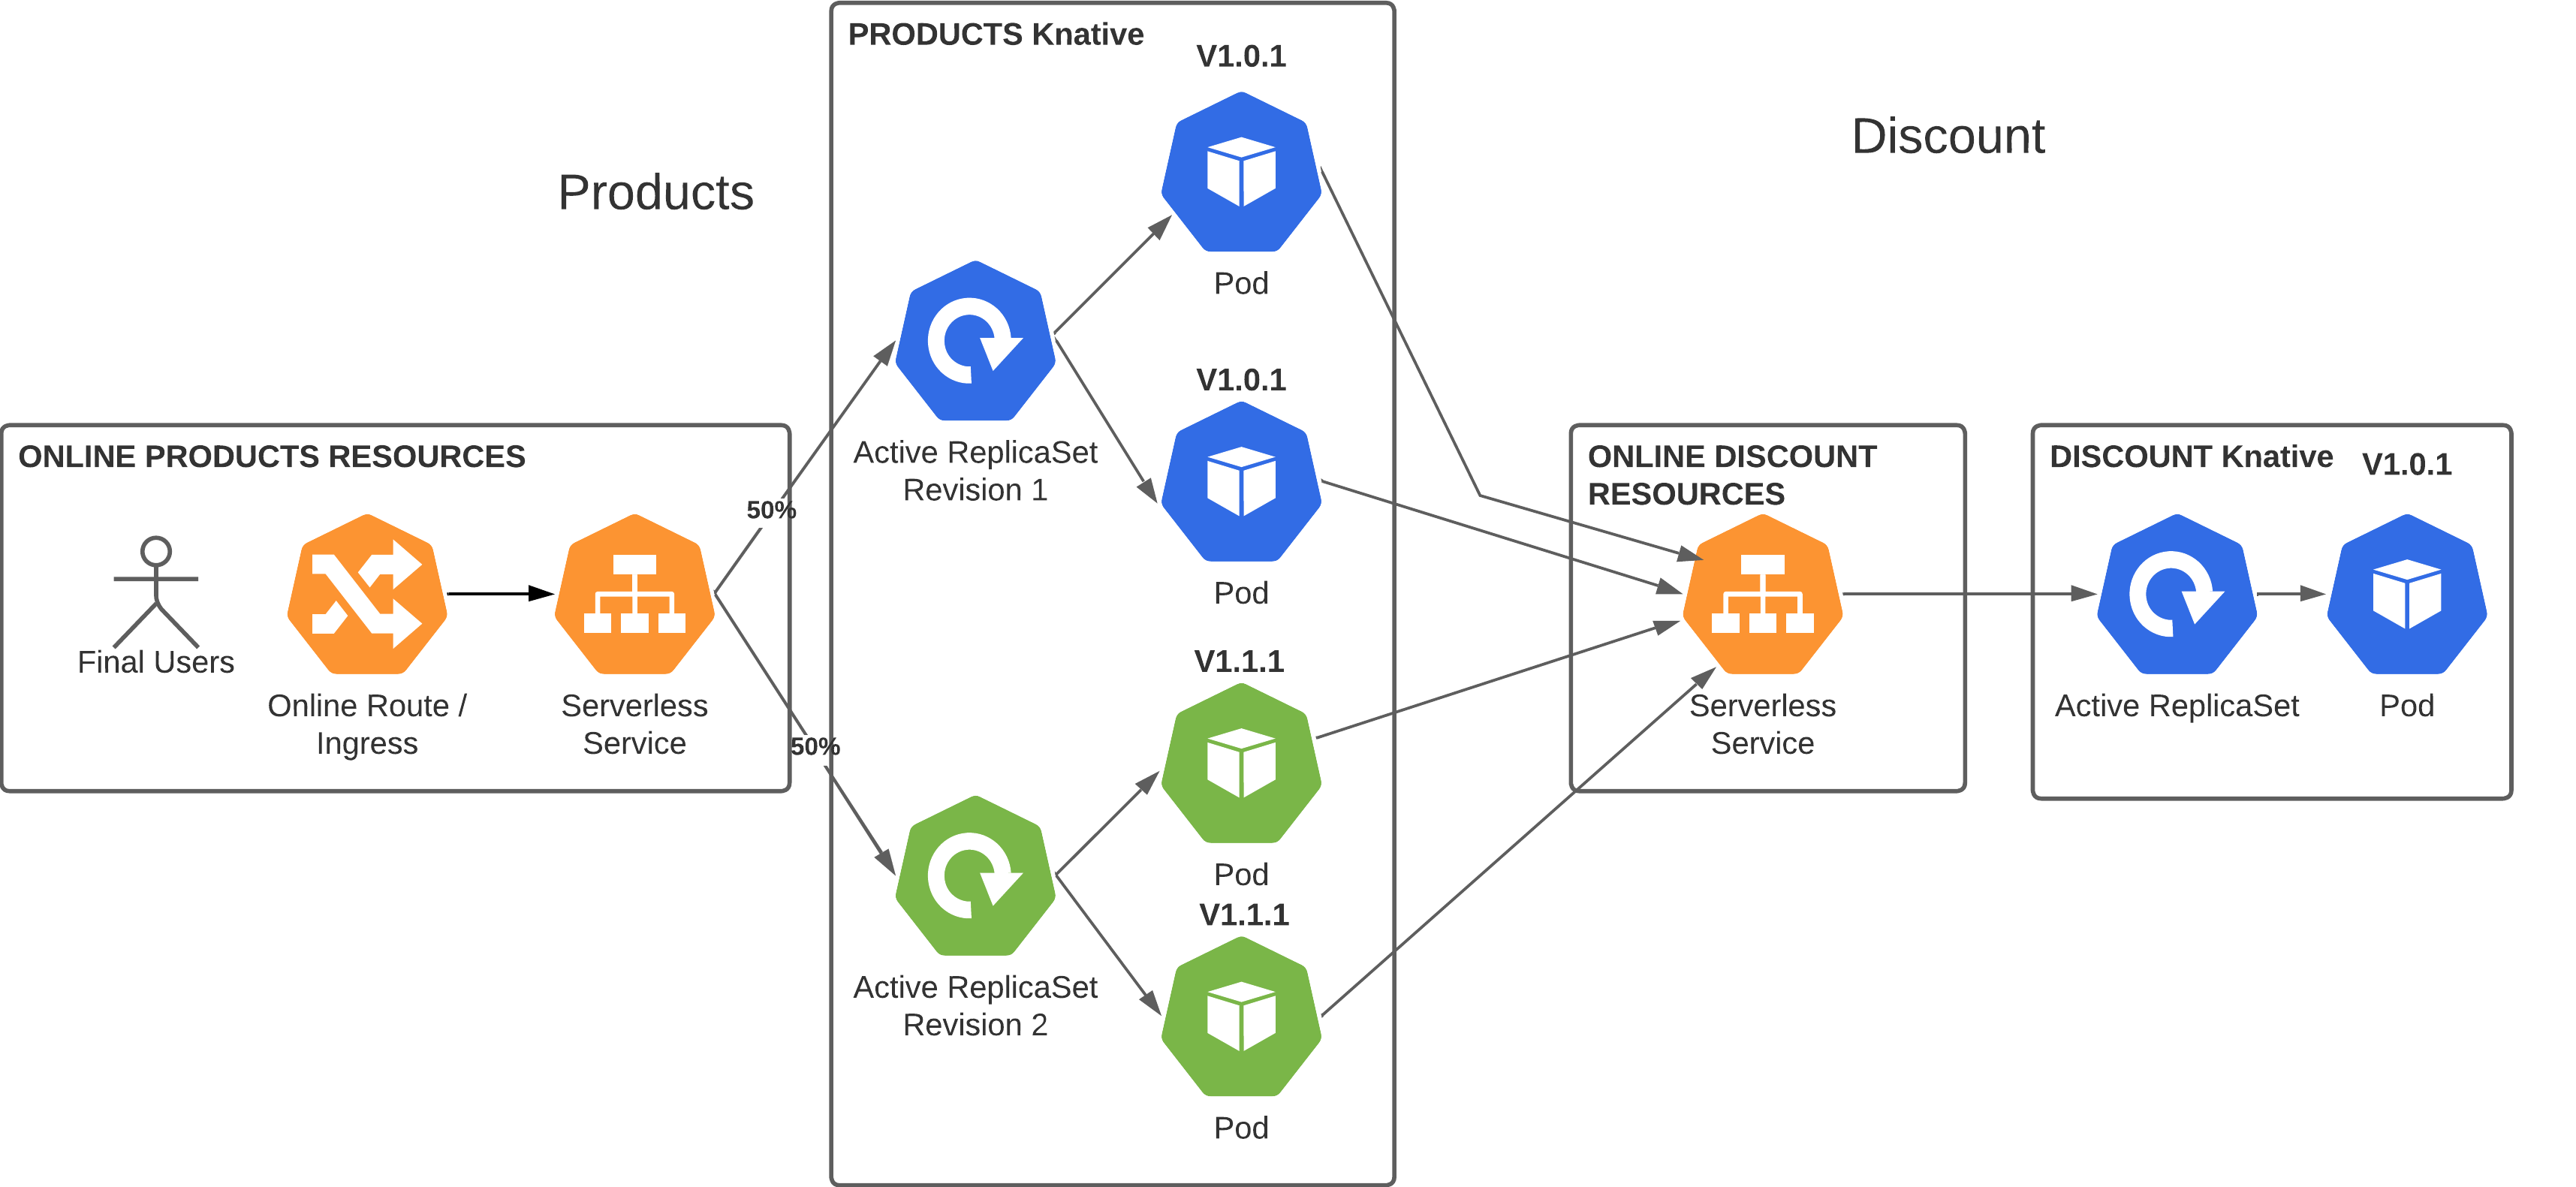 Products
Discount
ONLINE PRODUCTS RESOURCES
Final Users
Online Route /
Ingress
Serverless
Service
50%
50%
PRODUCTS Knative
V1.0.1
Pod
Active ReplicaSet
Revision 1
V1.0.1
Pod
V1.1.1
Pod
Active ReplicaSet
Revision 2
V1.1.1
Pod
ONLINE DISCOUNT
RESOURCES
Serverless
Service
DISCOUNT Knative
V1.0.1
Active ReplicaSet
Pod